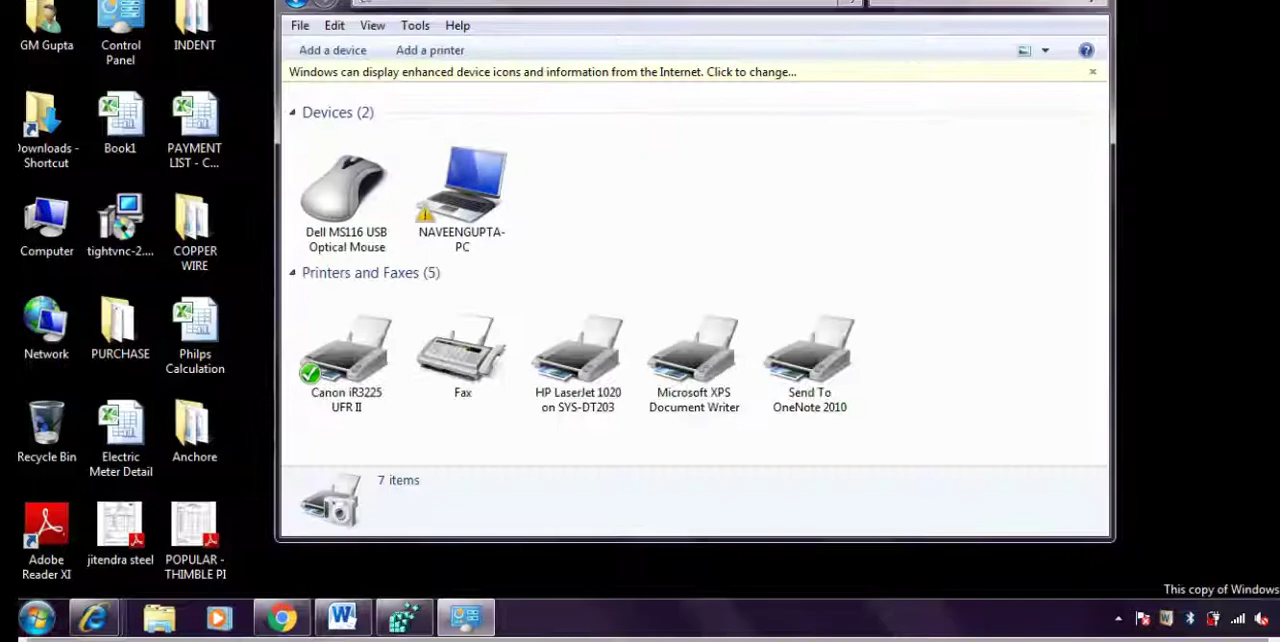 File Edit View Tools Help
Add a device Add a printer
Windows can display enhanced device icons and information from the Internet. Click to change...
Devices (2)
Dell MS116 USB
Optical Mouse
NAVEENGUPTA-
PC
Printers and Faxes (5)
Canon iR3225
UFR II
Fax
HP LaserJet 1020
on SYS-DT203
Microsoft XPS
Document Writer
Send To
OneNote 2010
7 items
GM Gupta
Control
Panel
INDENT
Downloads -
Shortcut
Book1
PAYMENT
LIST - C...
Computer
tightvnc-2....
COPPER
WIRE
Network
PURCHASE
Philps
Calculation
Recycle Bin
Electric
Meter Detail
Anchore
Adobe
Reader XI
jitendra steel
POPULAR -
THIMBLE PI
This copy of Windows